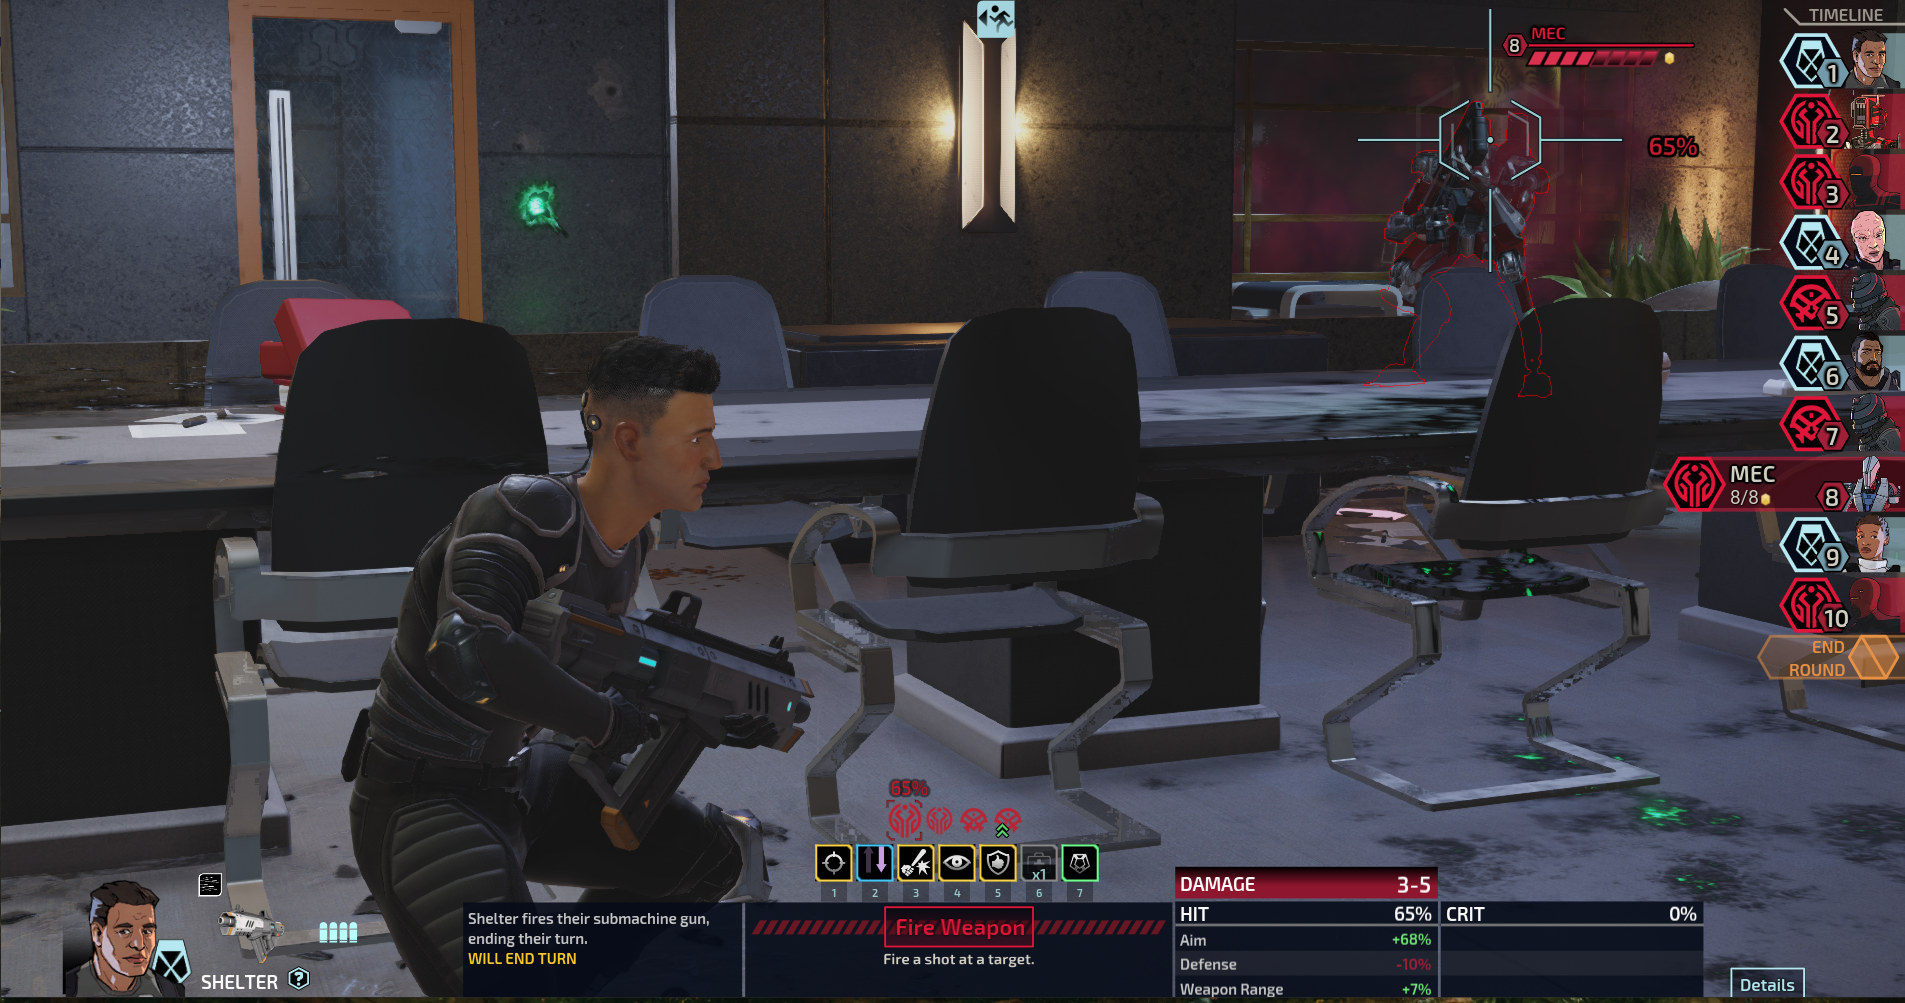 TIMELINE
MEC
8
65%
1
2
3
4
5
6
7
MEC
8/8
8
9
10
END
ROUND
65%
x1
1
2
3
4
5
6
7
SHELTER
?
Shelter fires their submachine gun,
ending their turn.
WILL END TURN
Fire Weapon
Fire a shot at a target.
DAMAGE 3-5
HIT 65%
CRIT 0%
Aim +68%
Defense -10%
Weapon Range +7%
Details